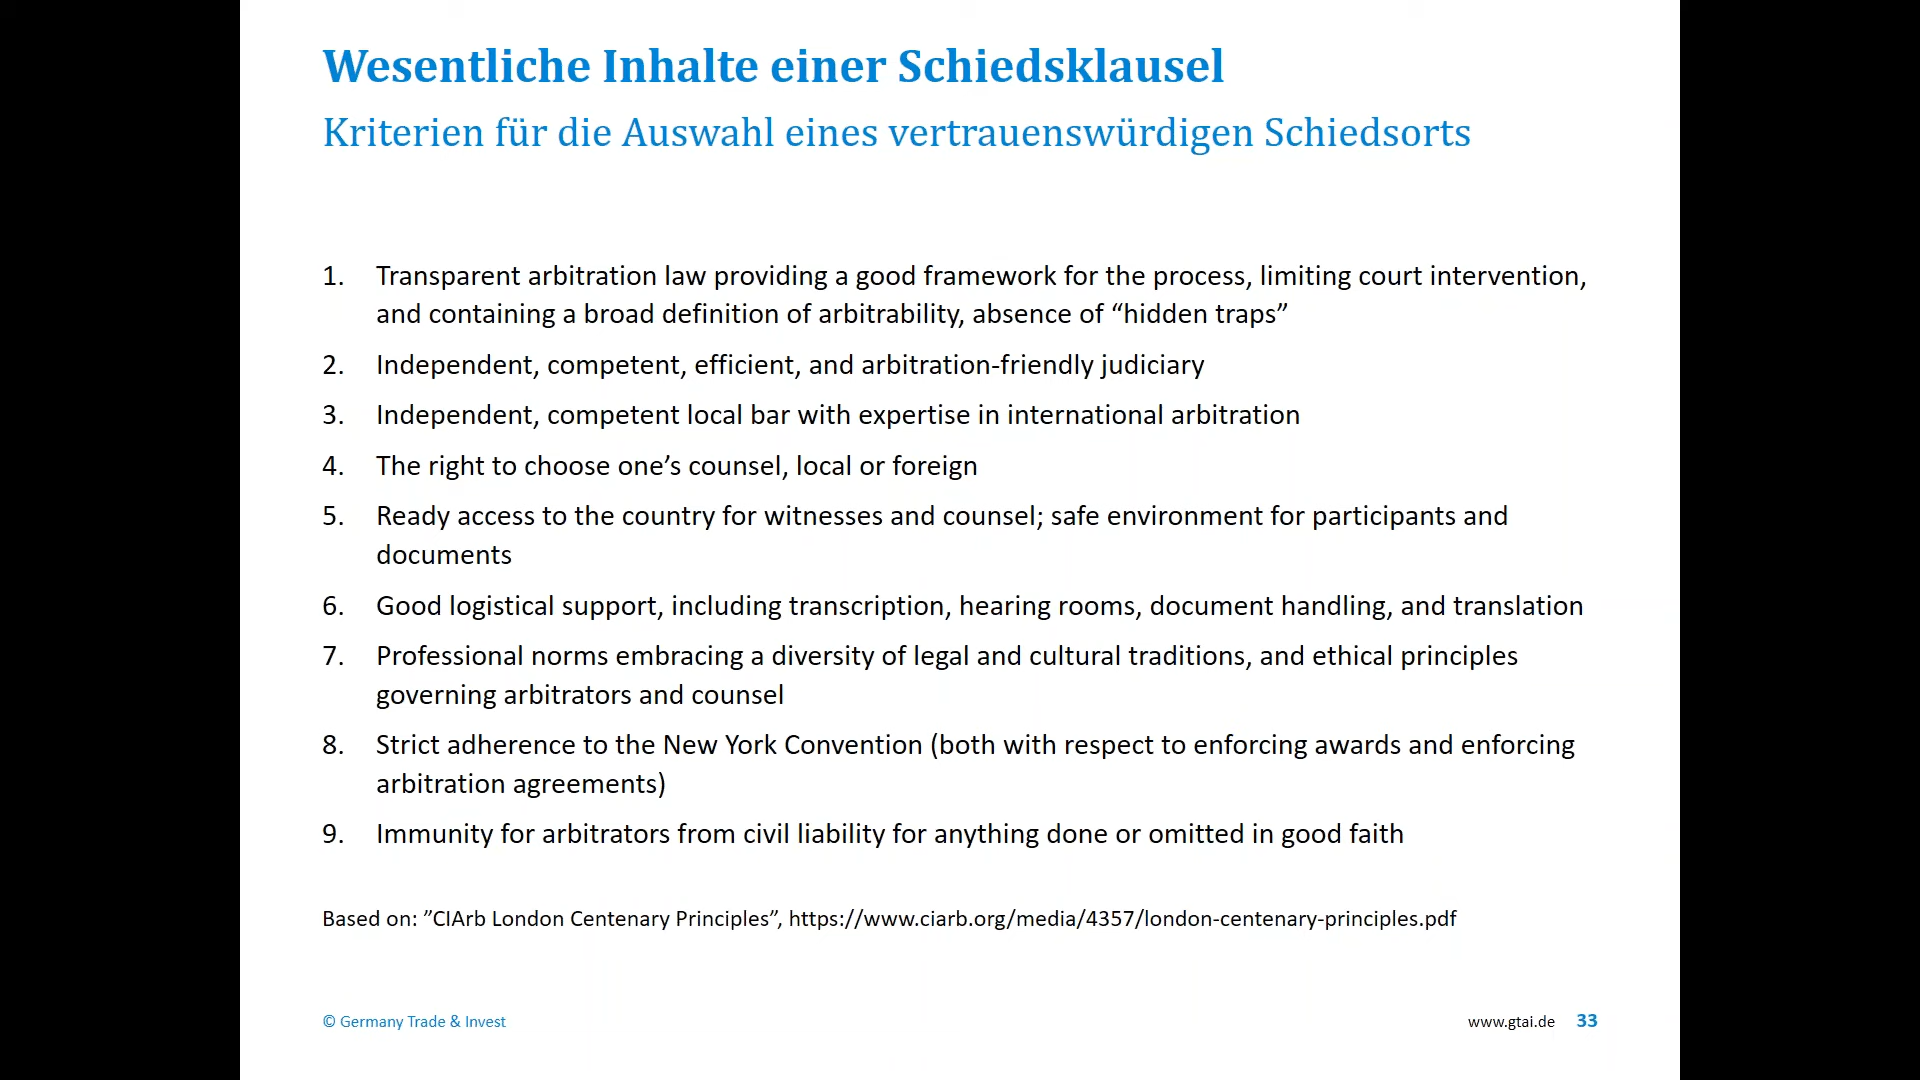 Wesentliche Inhalte einer Schiedsklausel
Kriterien für die Auswahl eines vertrauenswürdigen Schiedsorts
1. Transparent arbitration law providing a good framework for the process, limiting court intervention,
and containing a broad definition of arbitrability, absence of “hidden traps”
2. Independent, competent, efficient, and arbitration-friendly judiciary
3. Independent, competent local bar with expertise in international arbitration
4. The right to choose one’s counsel, local or foreign
5. Ready access to the country for witnesses and counsel; safe environment for participants and
documents
6. Good logistical support, including transcription, hearing rooms, document handling, and translation
7. Professional norms embracing a diversity of legal and cultural traditions, and ethical principles
governing arbitrators and counsel
8. Strict adherence to the New York Convention (both with respect to enforcing awards and enforcing
arbitration agreements)
9. Immunity for arbitrators from civil liability for anything done or omitted in good faith
Based on: ”CIArb London Centenary Principles”, https://www.ciarb.org/media/4357/london-centenary-principles.pdf
© Germany Trade & Invest
www.gtai.de 33